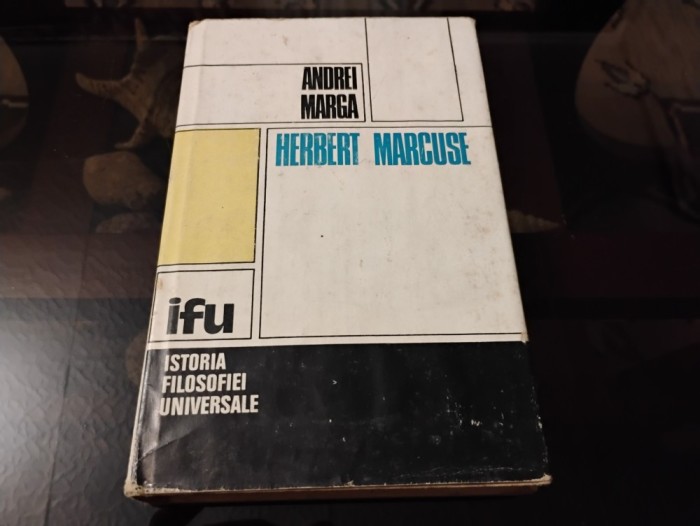 ANDREI
MARGA
HERBERT MARCUSE
ifu
ISTORIA
FILOSOFIEI
UNIVERSALE